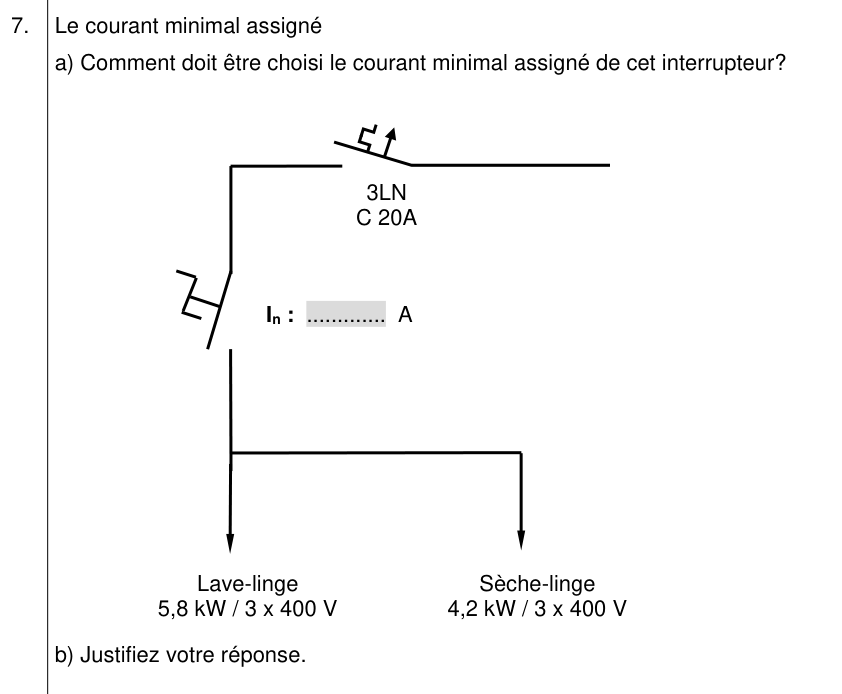 7. Le courant minimal assigné
a) Comment doit être choisi le courant minimal assigné de cet interrupteur?
3LN
C 20A
In : ............. A
Lave-linge
5,8 kW / 3 x 400 V
Sèche-linge
4,2 kW / 3 x 400 V
b) Justifiez votre réponse.